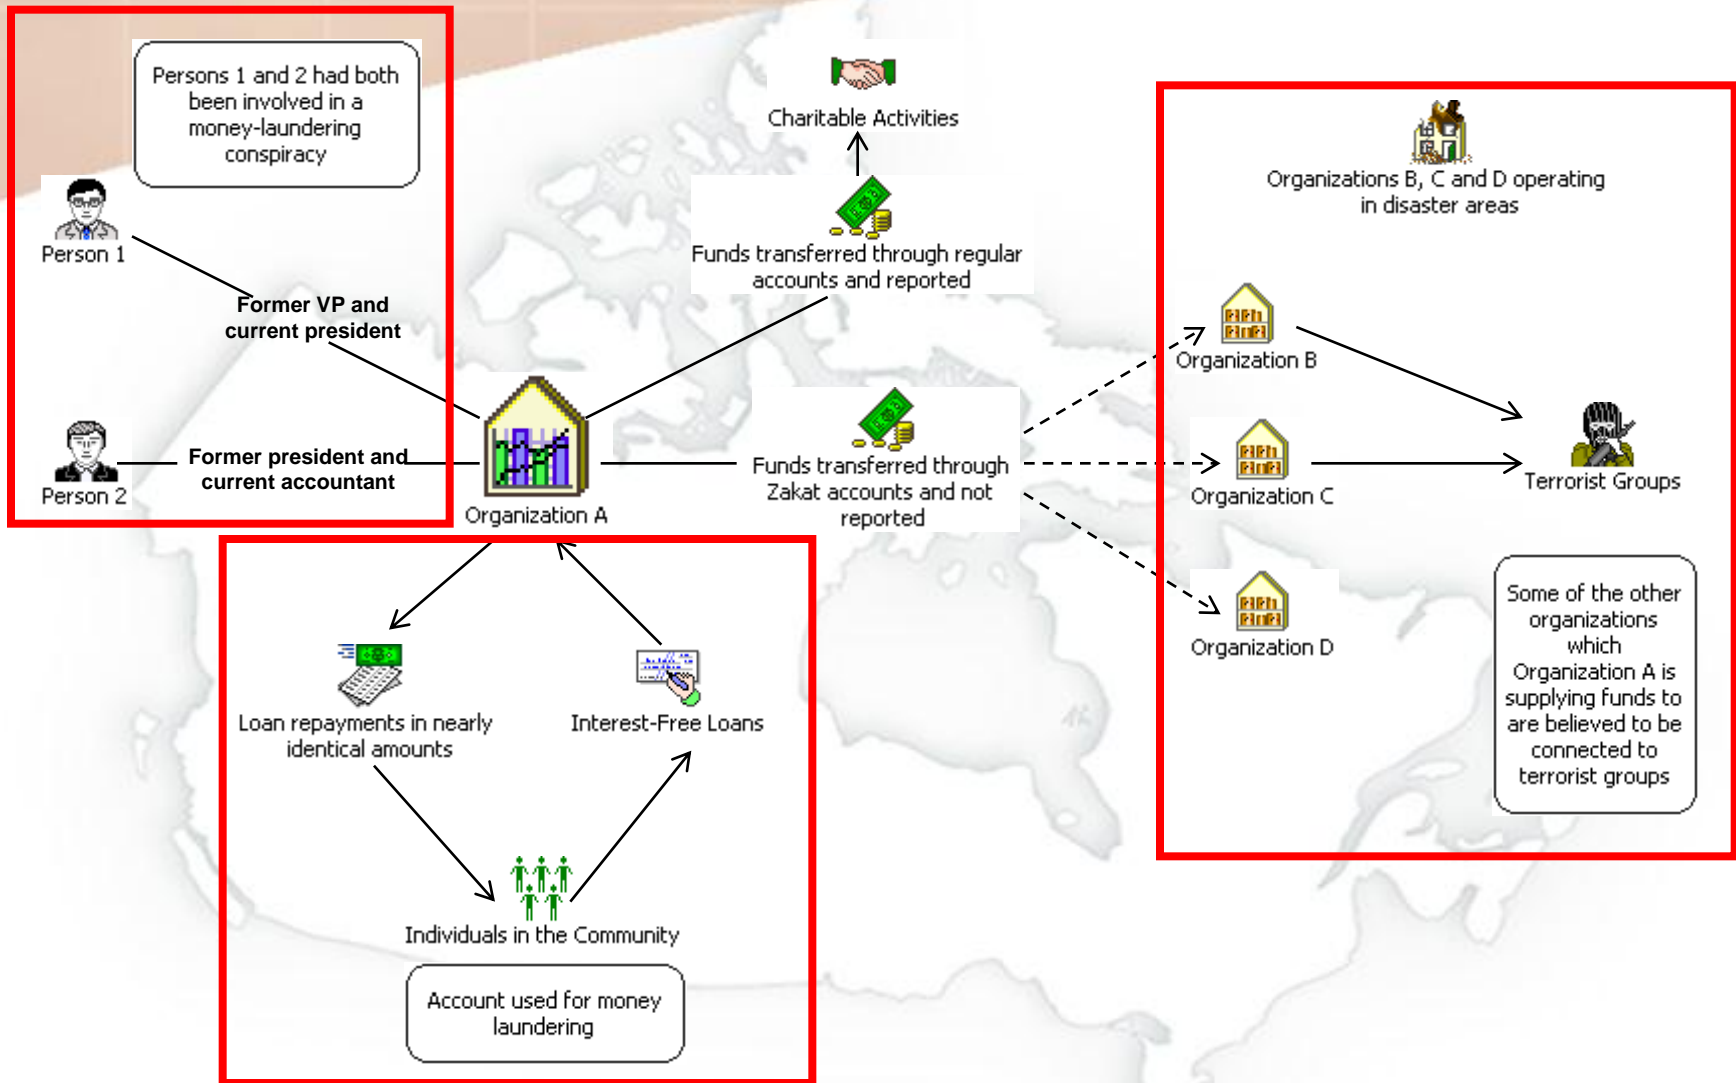 Persons 1 and 2 had both
been involved in a
money-laundering
conspiracy
Person 1
Former VP and
current president
Person 2
Former president and
current accountant
Organization A
Charitable Activities
Funds transferred through regular
accounts and reported
Funds transferred through
Zakat accounts and not
reported
Organizations B, C and D operating
in disaster areas
Organization B
Organization C
Organization D
Terrorist Groups
Some of the other
organizations
which
Organization A is
supplying funds to
are believed to be
connected to
terrorist groups
Loan repayments in nearly
identical amounts
Interest-Free Loans
Individuals in the Community
Account used for money
laundering